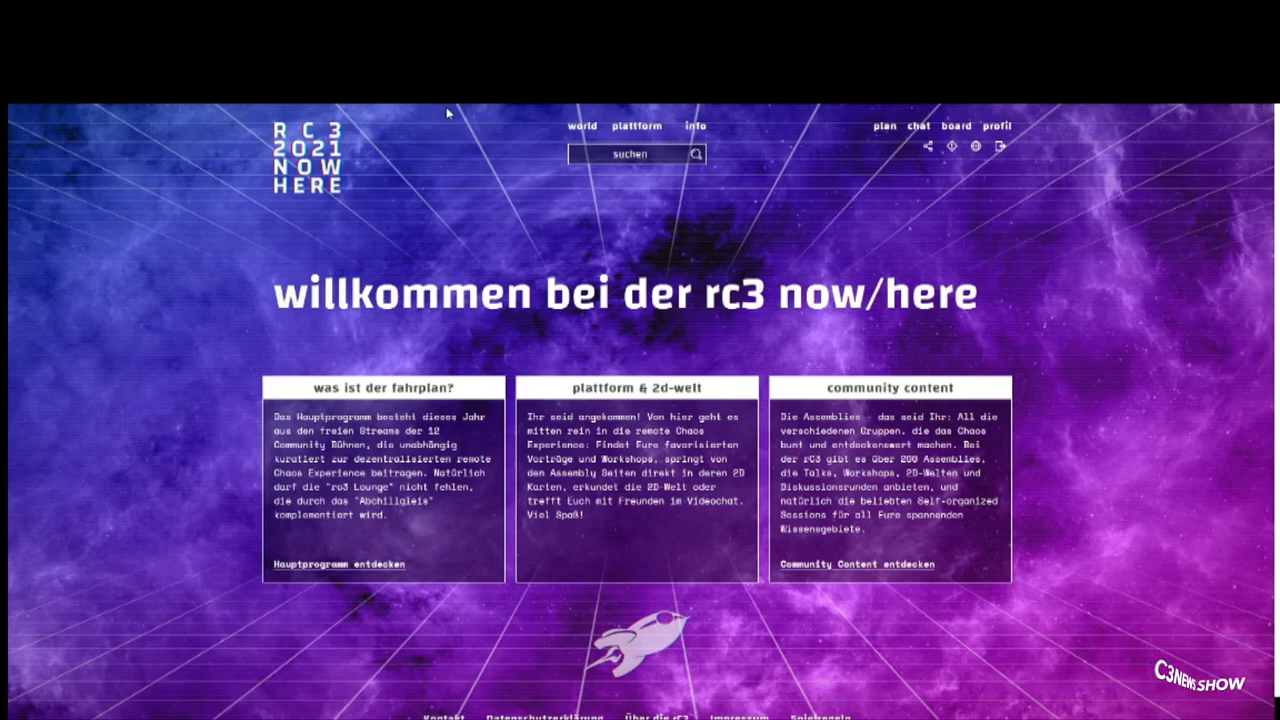 R C 3
2021
NOW
HERE
world plattform info
suchen
plan chat board profil
willkommen bei der rc3 now/here
was ist der fahrplan?
Das Hauptprogramm besteht dieses Jahr
aus den freien Streams der 12
Community Bühnen, die unabhängig
kuratiert zur dezentralisierten remote
Chaos Experience beitragen. Natürlich
darf die "rc3 Lounge" nicht fehlen,
die durch das "Abchillgleis"
komplementiert wird.
Hauptprogramm entdecken
plattform & 2d-welt
Ihr seid angekommen! Von hier geht es
mitten rein in die remote Chaos
Experience: Findet Eure favorisierten
Vorträge und Workshops, springt von
den Assembly Seiten direkt in deren 2D
Karten, erkundet die 2D-Welt oder
trefft Euch mit Freunden im Videochat.
Viel Spaß!
community content
Die Assemblies - das seid Ihr: All die
verschiedenen Gruppen, die das Chaos
bunt und entdeckenswert machen. Bei
der rC3 gibt es über 200 Assemblies,
die Talks, Workshops, 2D-Welten und
Diskussionsrunden anbieten, und
natürlich die beliebten Self-organized
Sessions für all Eure spannenden
Wissensgebiete.
Community Content entdecken
C3NEWS SHOW
Kontakt Datenschutzerklärung Über die rC3 Impressum Spielregeln